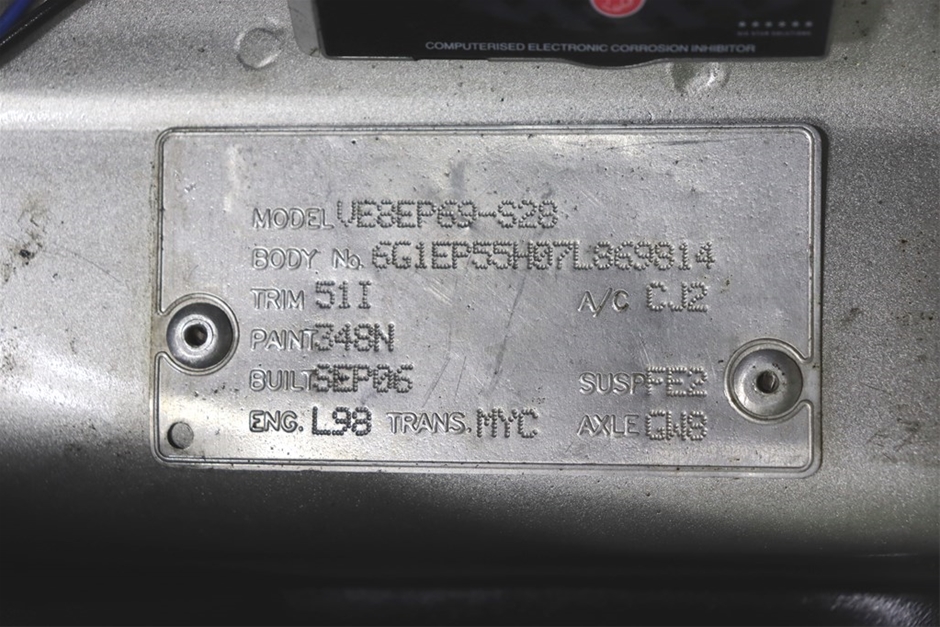 COMPUTERISED ELECTRONIC CORROSION INHIBITOR
MODEL VE8EP69-S28
BODY No. 6G1EP55H07L869814
TRIM 51I A/C CJ2
PAINT 348N
BUILT SEP06 SUSP FE2
ENG. L98 TRANS. MYC AXLE CW8